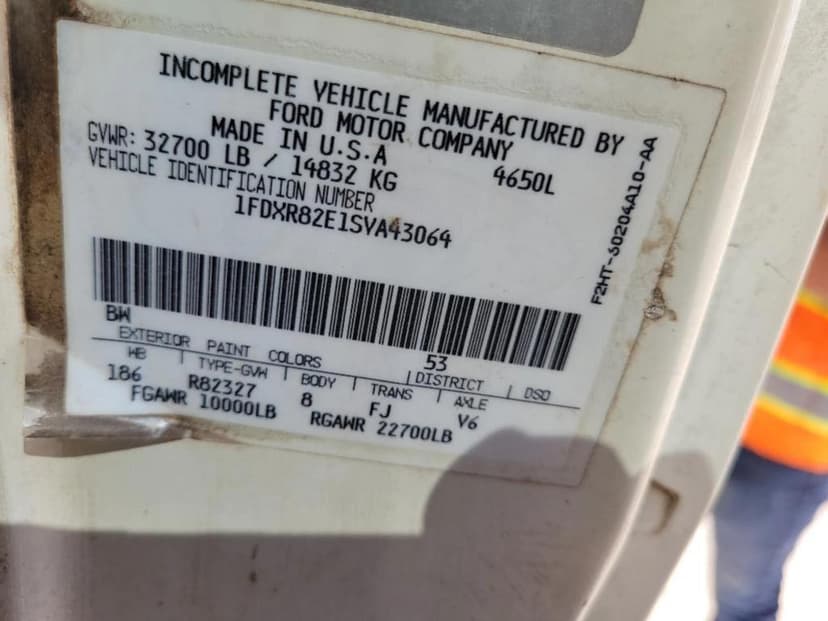 INCOMPLETE VEHICLE MANUFACTURED BY
FORD MOTOR COMPANY
MADE IN U.S.A
GVWR: 32700 LB / 14832 KG 4650L
VEHICLE IDENTIFICATION NUMBER
1FDXR82E1SVA43064
F2HT-60204A10-AA
BW 53
EXTERIOR PAINT COLORS DISTRICT DSO
WB TYPE-GVW BODY TRANS AXLE
186 R82327 8 FJ V6
FGAWR 10000LB RGAWR 22700LB